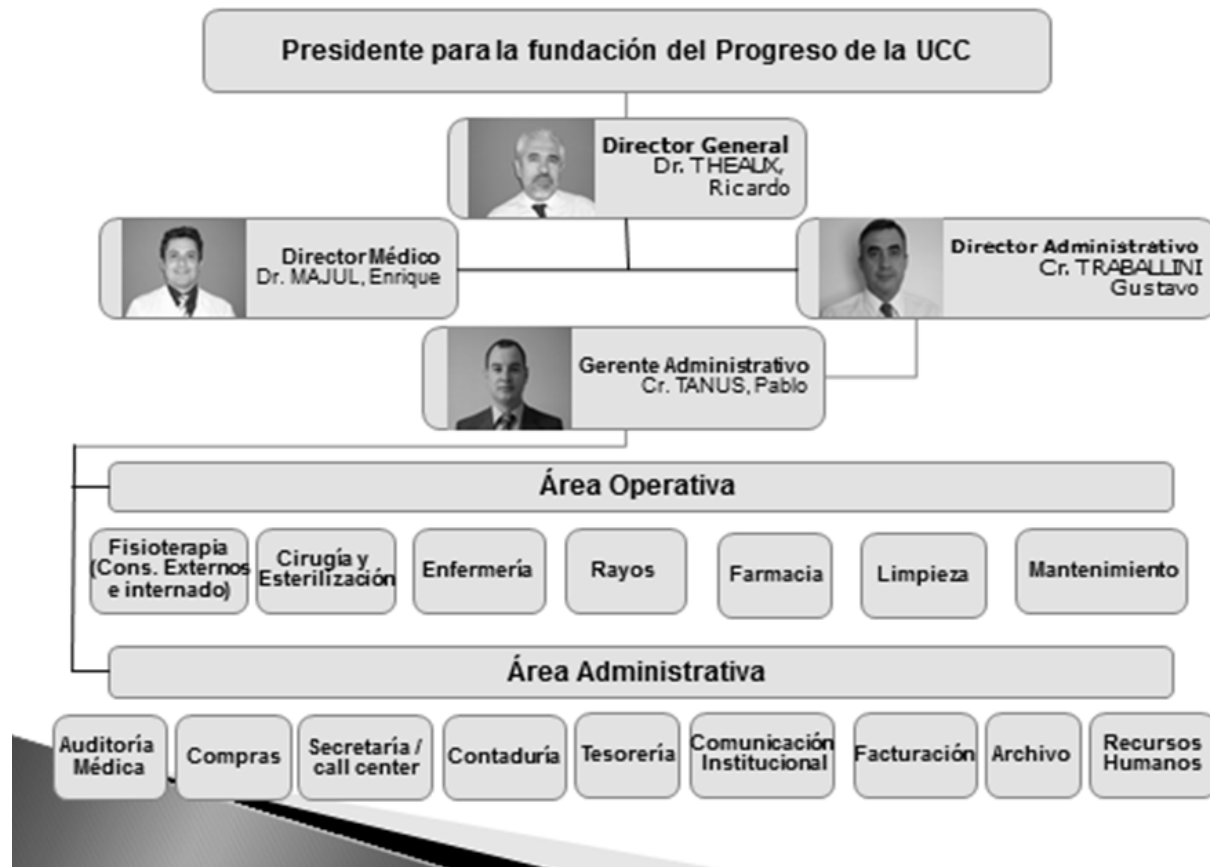 Presidente para la fundación del Progreso de la UCC
Director General
Dr. THEAUX,
Ricardo
Director Médico
Dr. MAJUL, Enrique
Director Administrativo
Cr. TRABALLINI
Gustavo
Gerente Administrativo
Cr. TANUS, Pablo
Área Operativa
Fisioterapia
(Cons. Externos
e internado)
Cirugía y
Esterilización
Enfermería
Rayos
Farmacia
Limpieza
Mantenimiento
Área Administrativa
Auditoría
Médica
Compras
Secretaría /
call center
Contaduría
Tesorería
Comunicación
Institucional
Facturación
Archivo
Recursos
Humanos